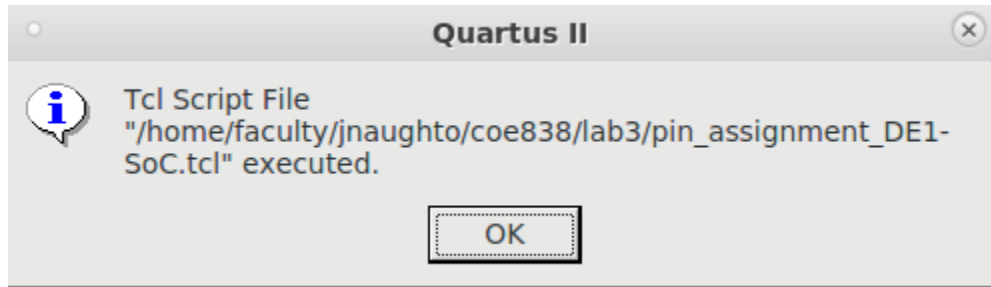 Quartus II
Tcl Script File
"/home/faculty/jnaughto/coe838/lab3/pin_assignment_DE1-
SoC.tcl" executed.
OK